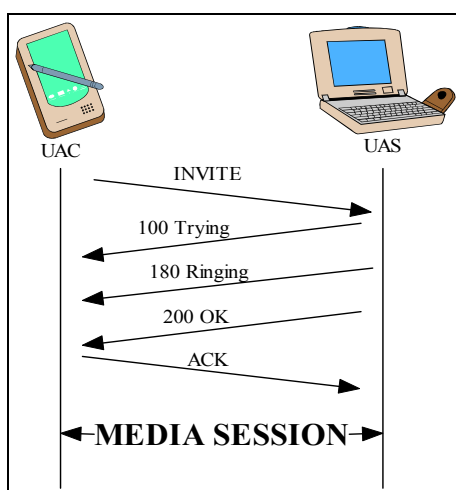 UAC
UAS
INVITE
100 Trying
180 Ringing
200 OK
ACK
MEDIA SESSION